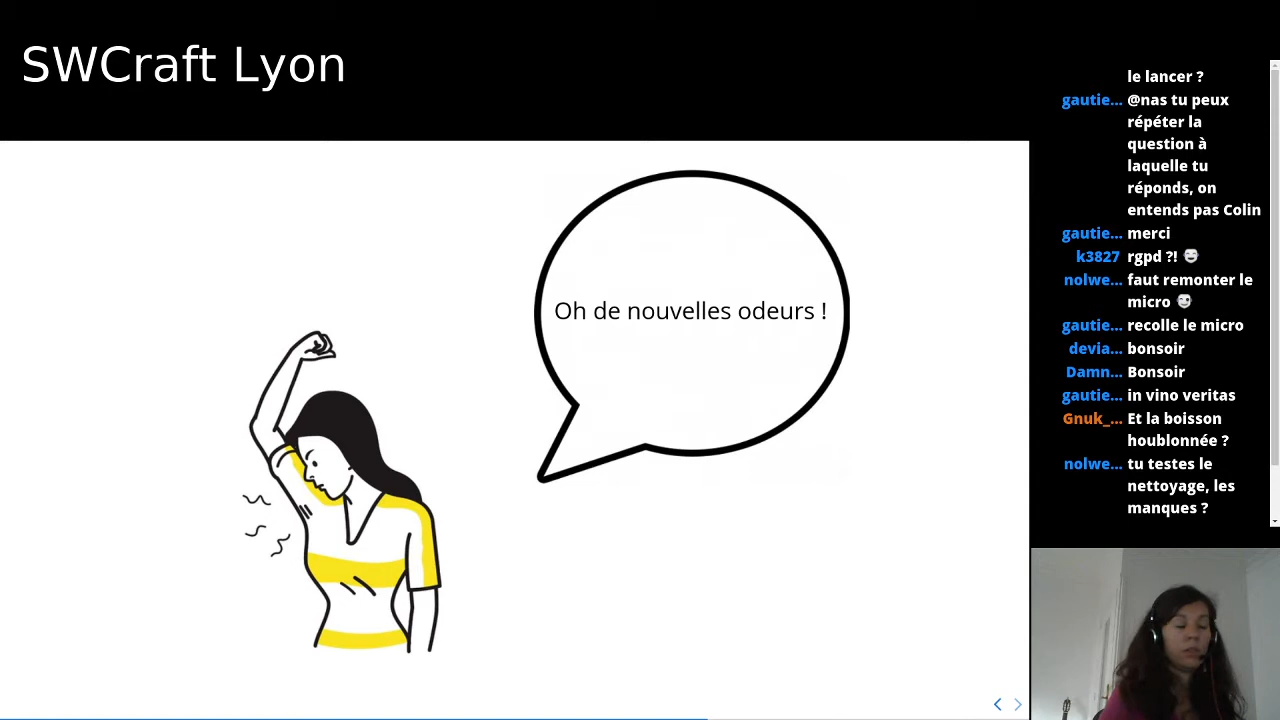 SWCraft Lyon
Oh de nouvelles odeurs !
le lancer ?
gautie... @nas tu peux
répéter la
question à
laquelle tu
réponds, on
entends pas Colin
gautie... merci
k3827 rgpd ?!
nolwe... faut remonter le
micro
gautie... recolle le micro
devia... bonsoir
Damn... Bonsoir
gautie... in vino veritas
Gnuk_... Et la boisson
houblonnée ?
nolwe... tu testes le
nettoyage, les
manques ?